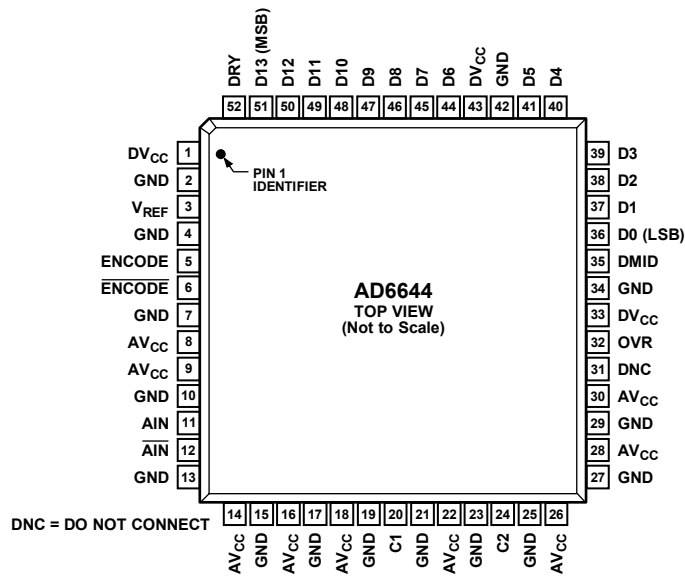 DRY D13 (MSB) D12 D11 D10 D9 D8 D7 D6 DVCC GND D5 D4
52 51 50 49 48 47 46 45 44 43 42 41 40
DVCC 1
GND 2
VREF 3
GND 4
ENCODE 5
ENCODE 6
GND 7
AVCC 8
AVCC 9
GND 10
AIN 11
AIN 12
GND 13
PIN 1
IDENTIFIER
AD6644
TOP VIEW
(Not to Scale)
39 D3
38 D2
37 D1
36 D0 (LSB)
35 DMID
34 GND
33 DVCC
32 OVR
31 DNC
30 AVCC
29 GND
28 AVCC
27 GND
14 15 16 17 18 19 20 21 22 23 24 25 26
AVCC GND AVCC GND AVCC GND C1 GND AVCC GND C2 GND AVCC
DNC = DO NOT CONNECT